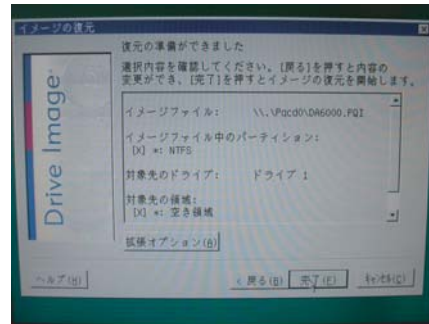 イメージの復元
Drive Image
復元の準備ができました
選択内容を確認してください。[戻る]を押すと内容の
変更ができ、[完了]を押すとイメージの復元を開始します。
イメージファイル: \\.\Pqcd0\DA6000.PQI
イメージファイル中のパーティション:
[X] *: NTFS
対象先のドライブ: ドライブ 1
対象先の領域:
[X] *: 空き領域
拡張オプション(A)
ヘルプ(H)
< 戻る(B)
完了(F)
キャンセル(C)